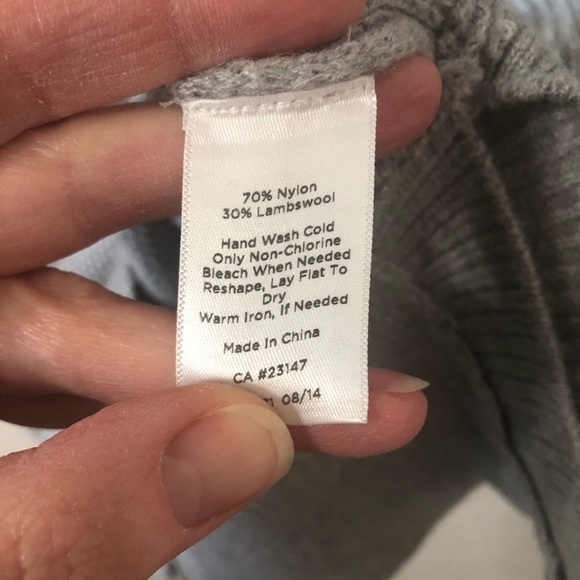 70% Nylon
30% Lambswool
Hand Wash Cold
Only Non-Chlorine
Bleach When Needed
Reshape, Lay Flat To
Dry
Warm Iron, If Needed
Made In China
CA #23147
08/14